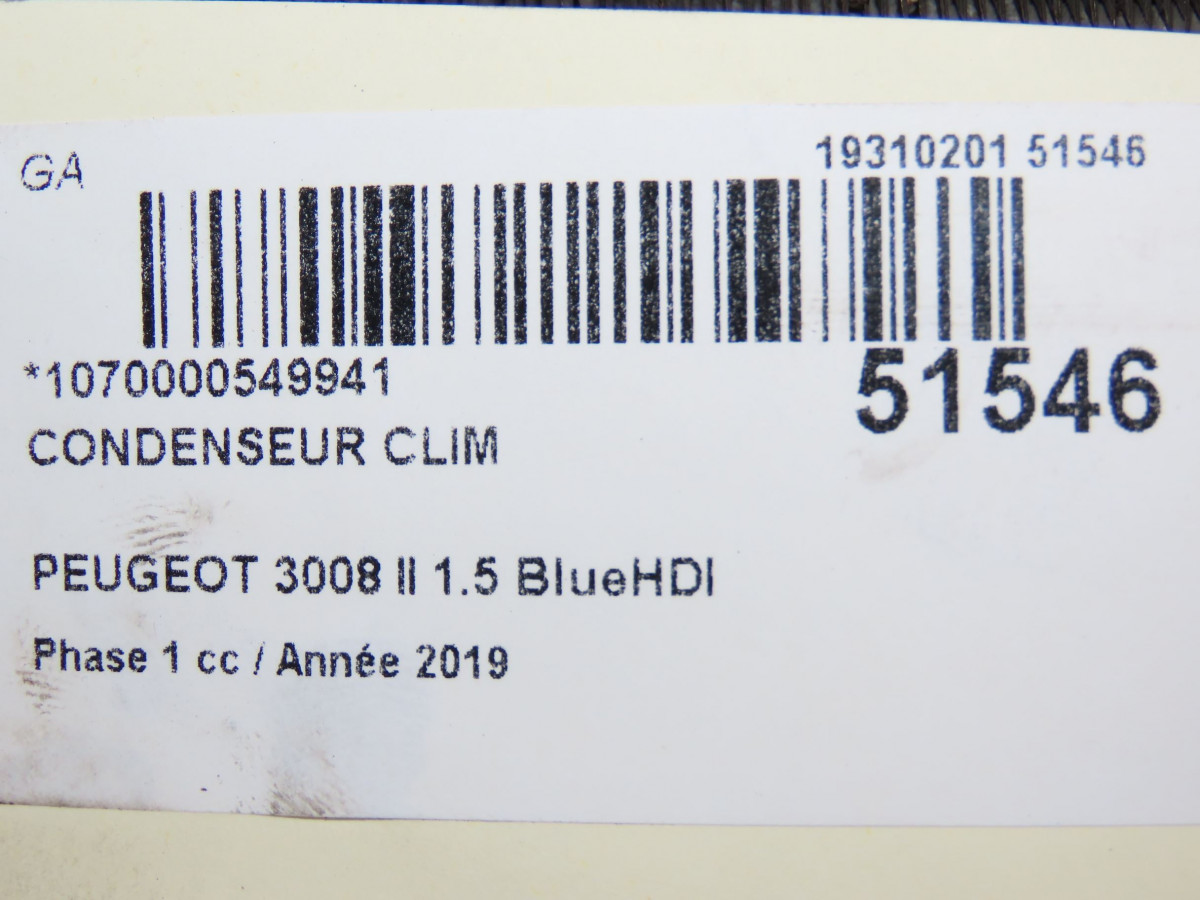 GA
19310201 51546
*1070000549941
51546
CONDENSEUR CLIM
PEUGEOT 3008 II 1.5 BlueHDI
Phase 1 cc / Année 2019